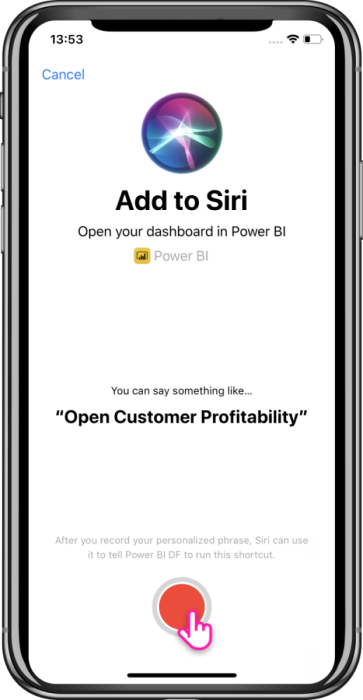 13:53
Cancel
Add to Siri
Open your dashboard in Power BI
Power BI
You can say something like...
“Open Customer Profitability”
After you record your personalized phrase, Siri can use
it to tell Power BI DF to run this shortcut.